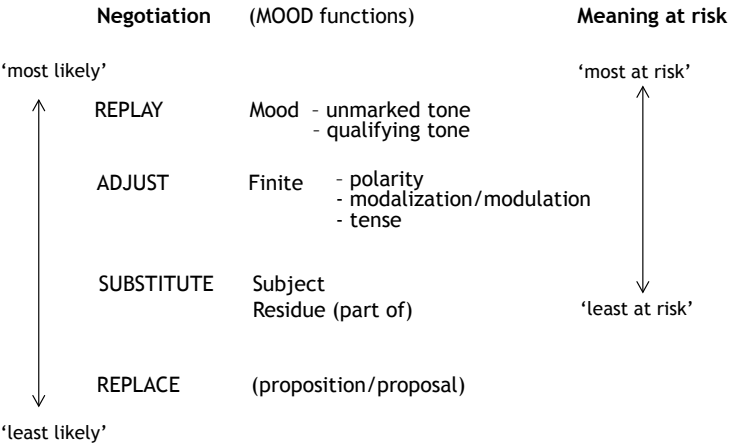 Negotiation (MOOD functions) Meaning at risk
‘most likely’ ‘most at risk’
REPLAY Mood – unmarked tone
– qualifying tone
ADJUST Finite – polarity
- modalization/modulation
- tense
SUBSTITUTE Subject
Residue (part of) ‘least at risk’
REPLACE (proposition/proposal)
‘least likely’